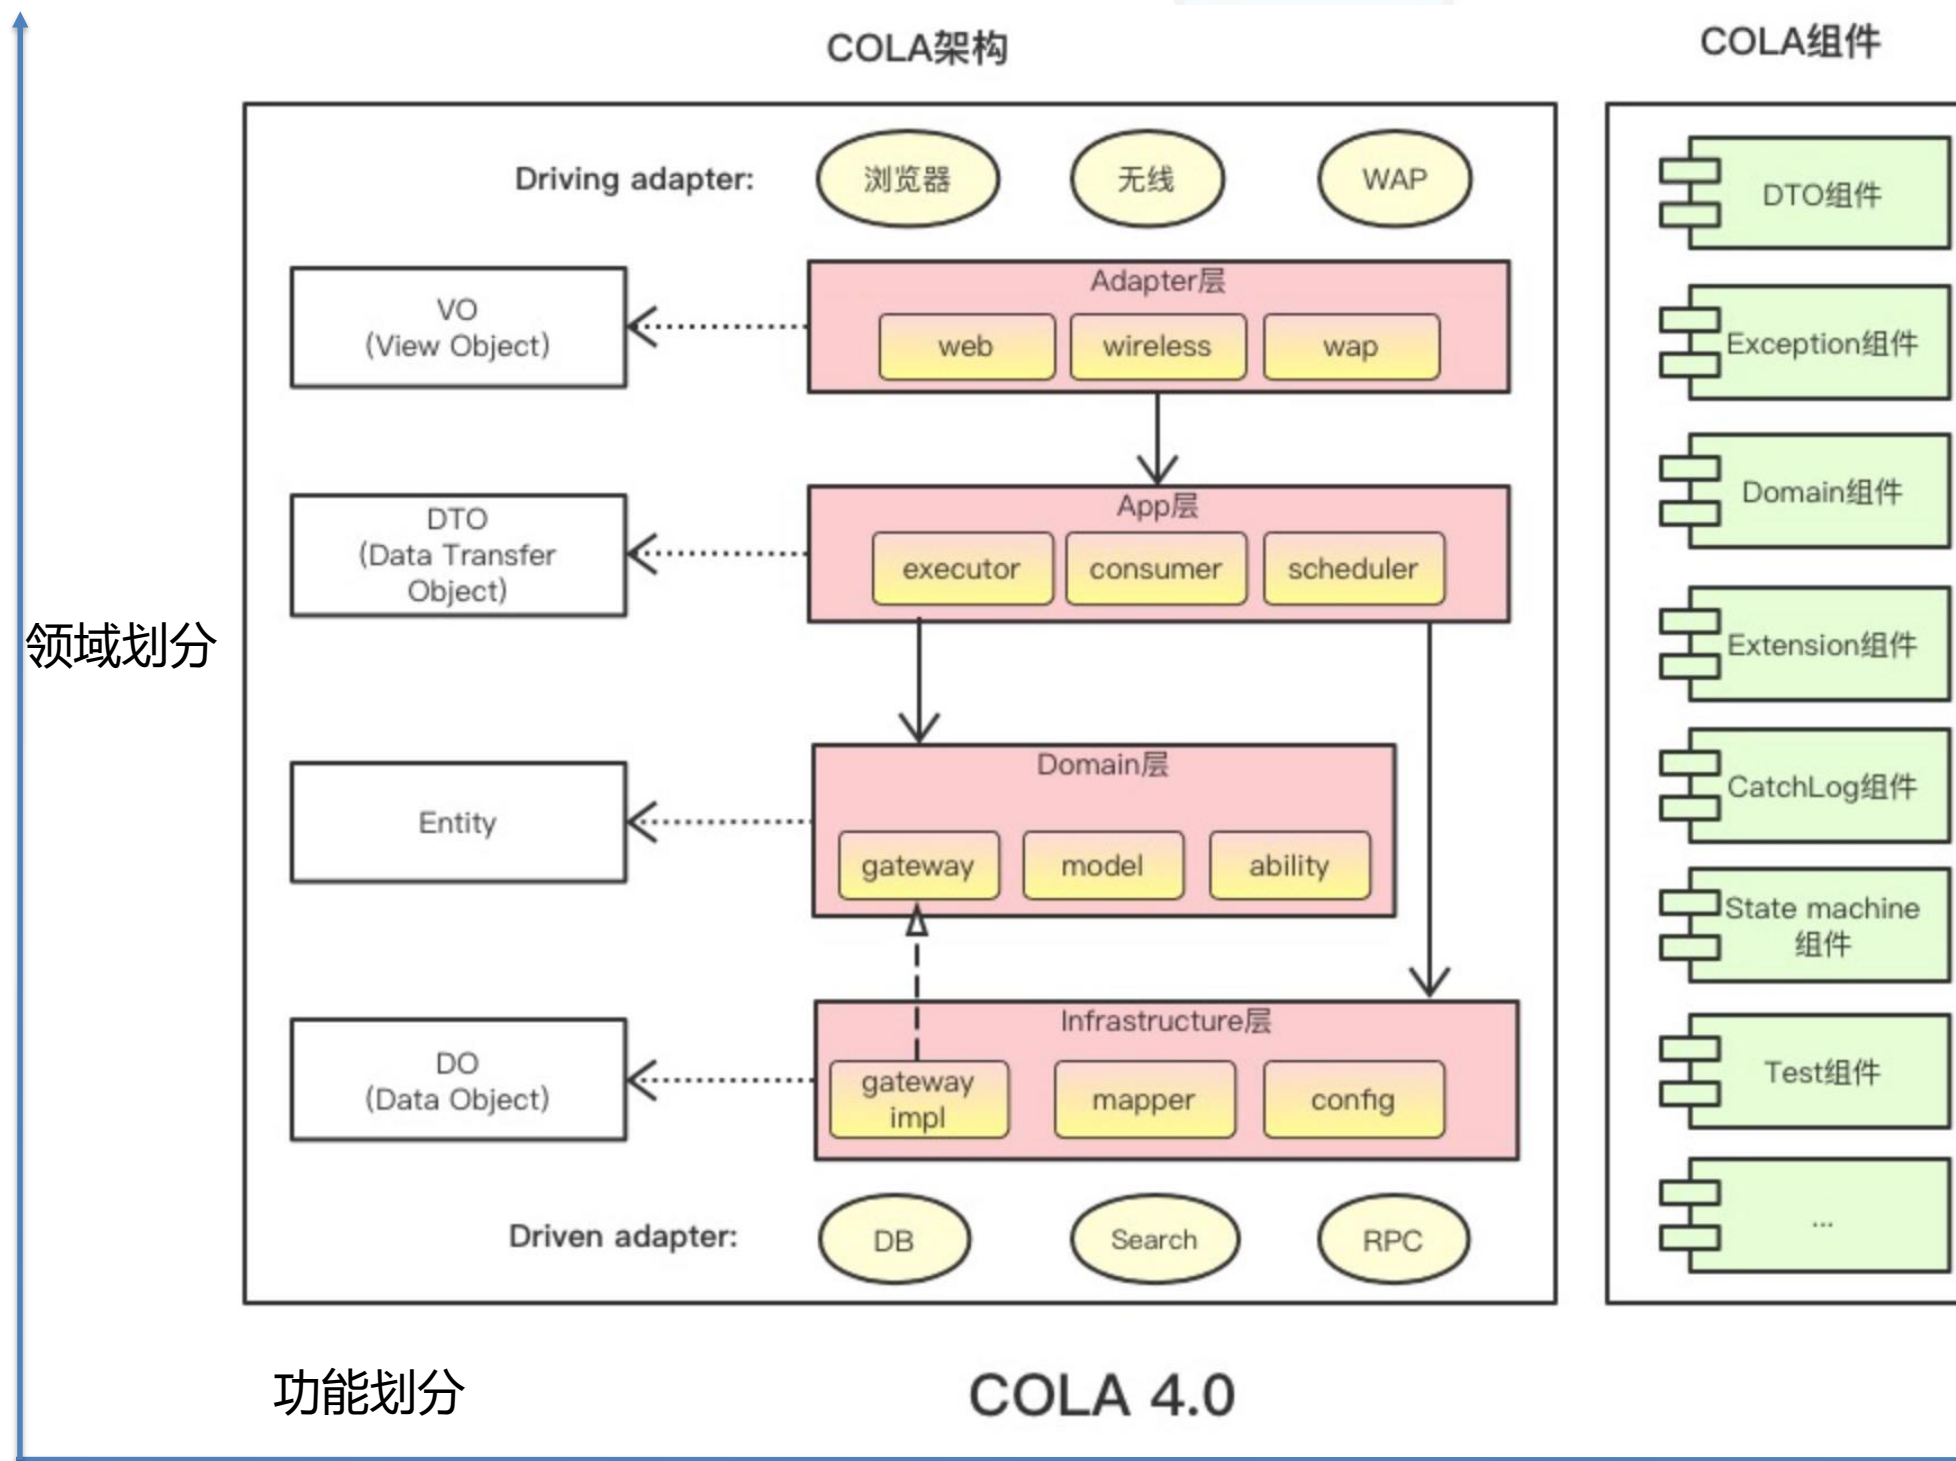 COLA架构
COLA组件
Driving adapter:
浏览器
无线
WAP
VO
(View Object)
Adapter层
web
wireless
wap
DTO
(Data Transfer
Object)
App层
executor
consumer
scheduler
领域划分
Entity
Domain层
gateway
model
ability
DO
(Data Object)
Infrastructure层
gateway
impl
mapper
config
Driven adapter:
DB
Search
RPC
DTO组件
Exception组件
Domain组件
Extension组件
CatchLog组件
State machine
组件
Test组件
...
功能划分
COLA 4.0